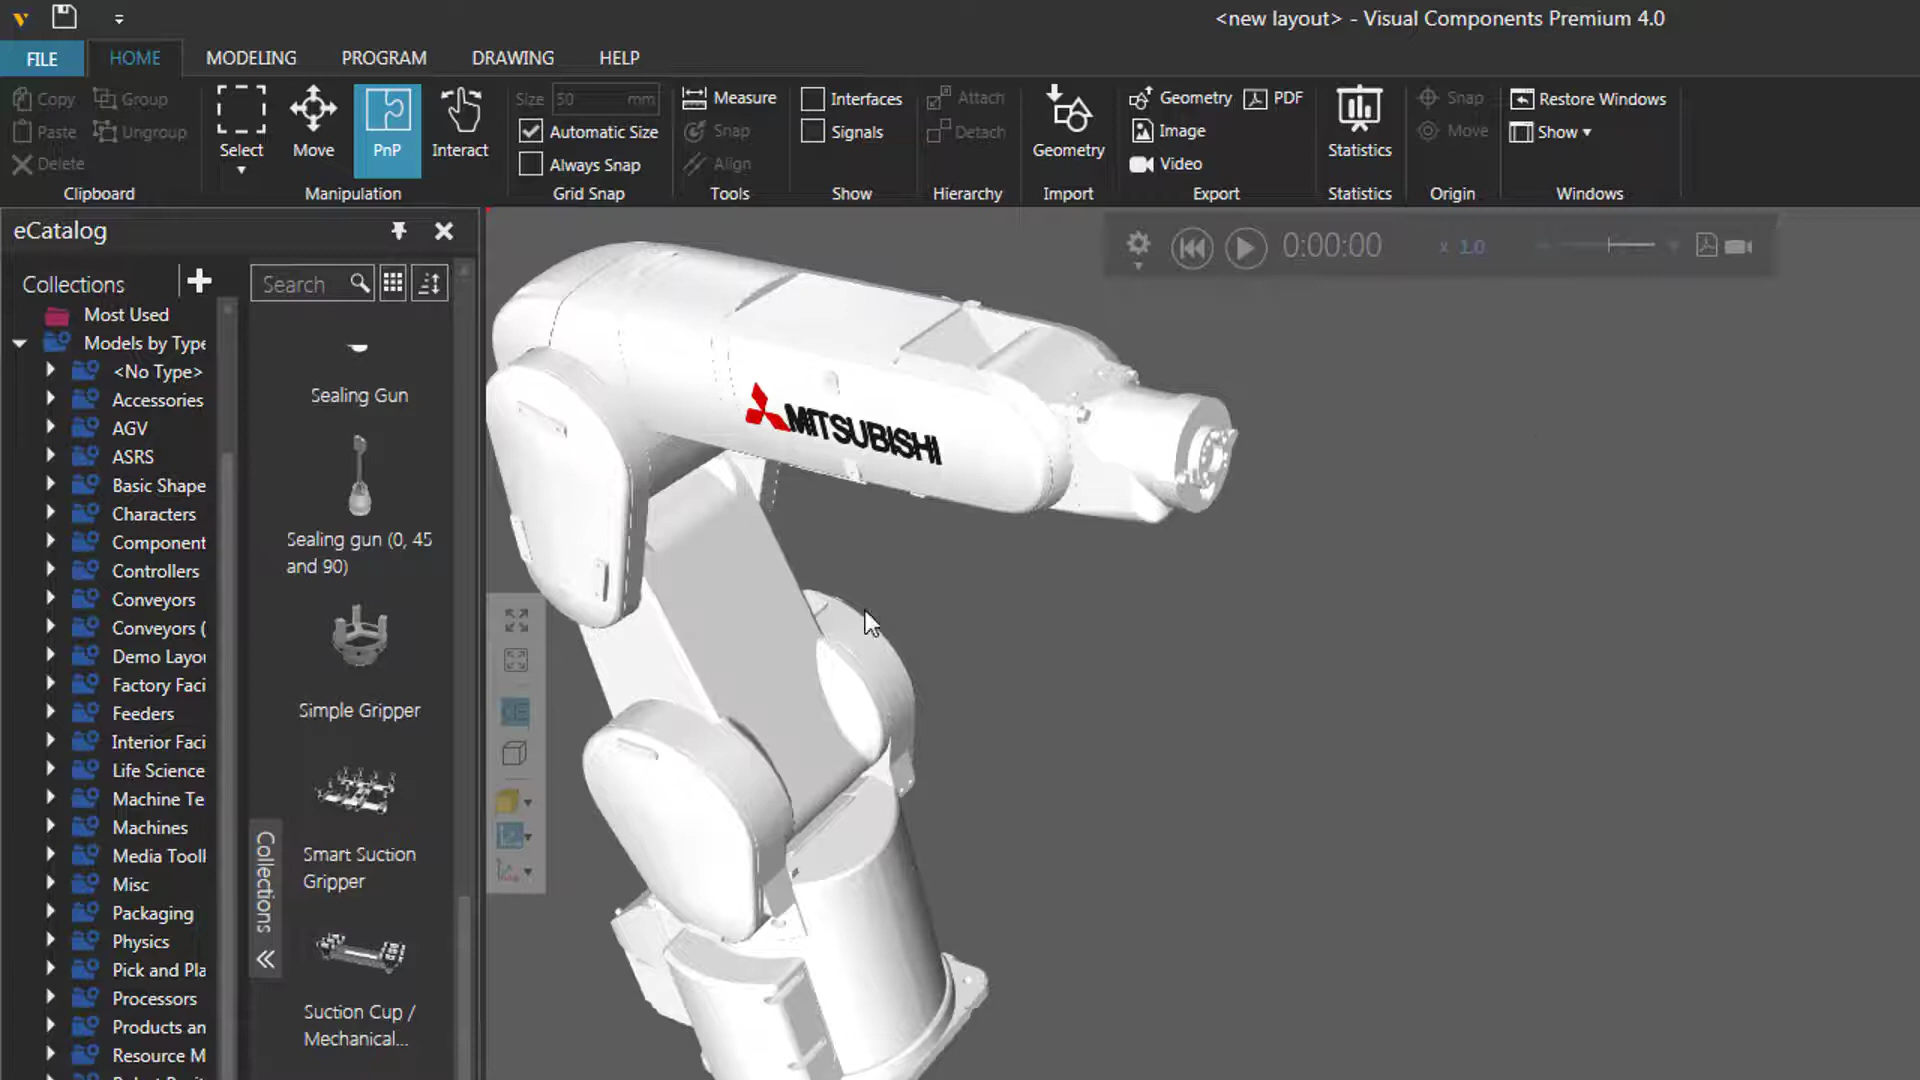 <new layout> - Visual Components Premium 4.0
FILE HOME MODELING PROGRAM DRAWING HELP
Copy Group
Paste Ungroup
Delete
Clipboard
Select Move PnP Interact
Manipulation
Size 50 mm
Automatic Size
Always Snap
Grid Snap
Measure
Snap
Align
Tools
Interfaces
Signals
Show
Attach
Detach
Hierarchy
Geometry
Import
Geometry PDF
Image
Video
Export
Statistics
Statistics
Snap
Move
Origin
Restore Windows
Show
Windows
eCatalog
Collections
Search
Most Used
Models by Type
<No Type>
Accessories
AGV
ASRS
Basic Shape
Characters
Component
Controllers
Conveyors
Conveyors (
Demo Layou
Factory Faci
Feeders
Interior Faci
Life Science
Machine Te
Machines
Media Toolk
Misc
Packaging
Physics
Pick and Pla
Processors
Products an
Resource M
Collections
Sealing Gun
Sealing gun (0, 45
and 90)
Simple Gripper
Smart Suction
Gripper
Suction Cup /
Mechanical...
0:00:00 x 1.0
MITSUBISHI